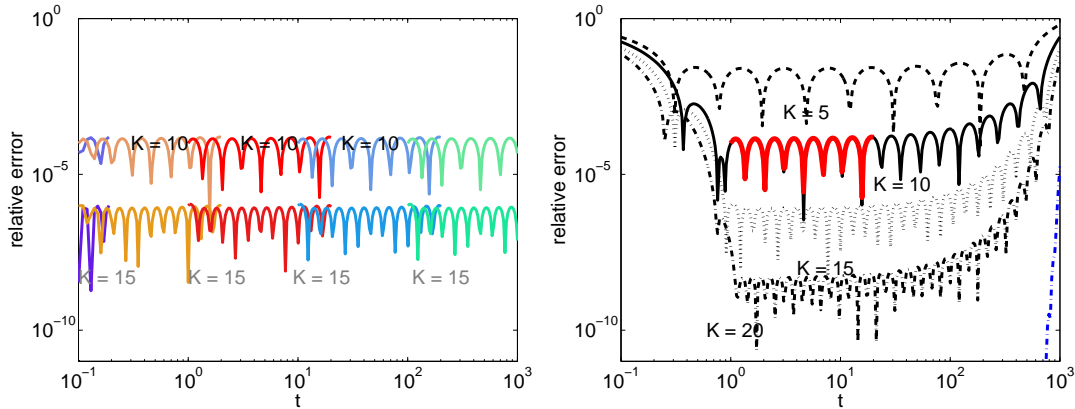 10^0
10^-5
10^-10
relative errror
K = 10
K = 10
K = 10
K = 15
K = 15
K = 15
K = 15
10^-1
10^0
10^1
10^2
10^3
t
10^0
10^-5
10^-10
relative error
K = 5
K = 10
K = 15
K = 20
10^-1
10^0
10^1
10^2
10^3
t